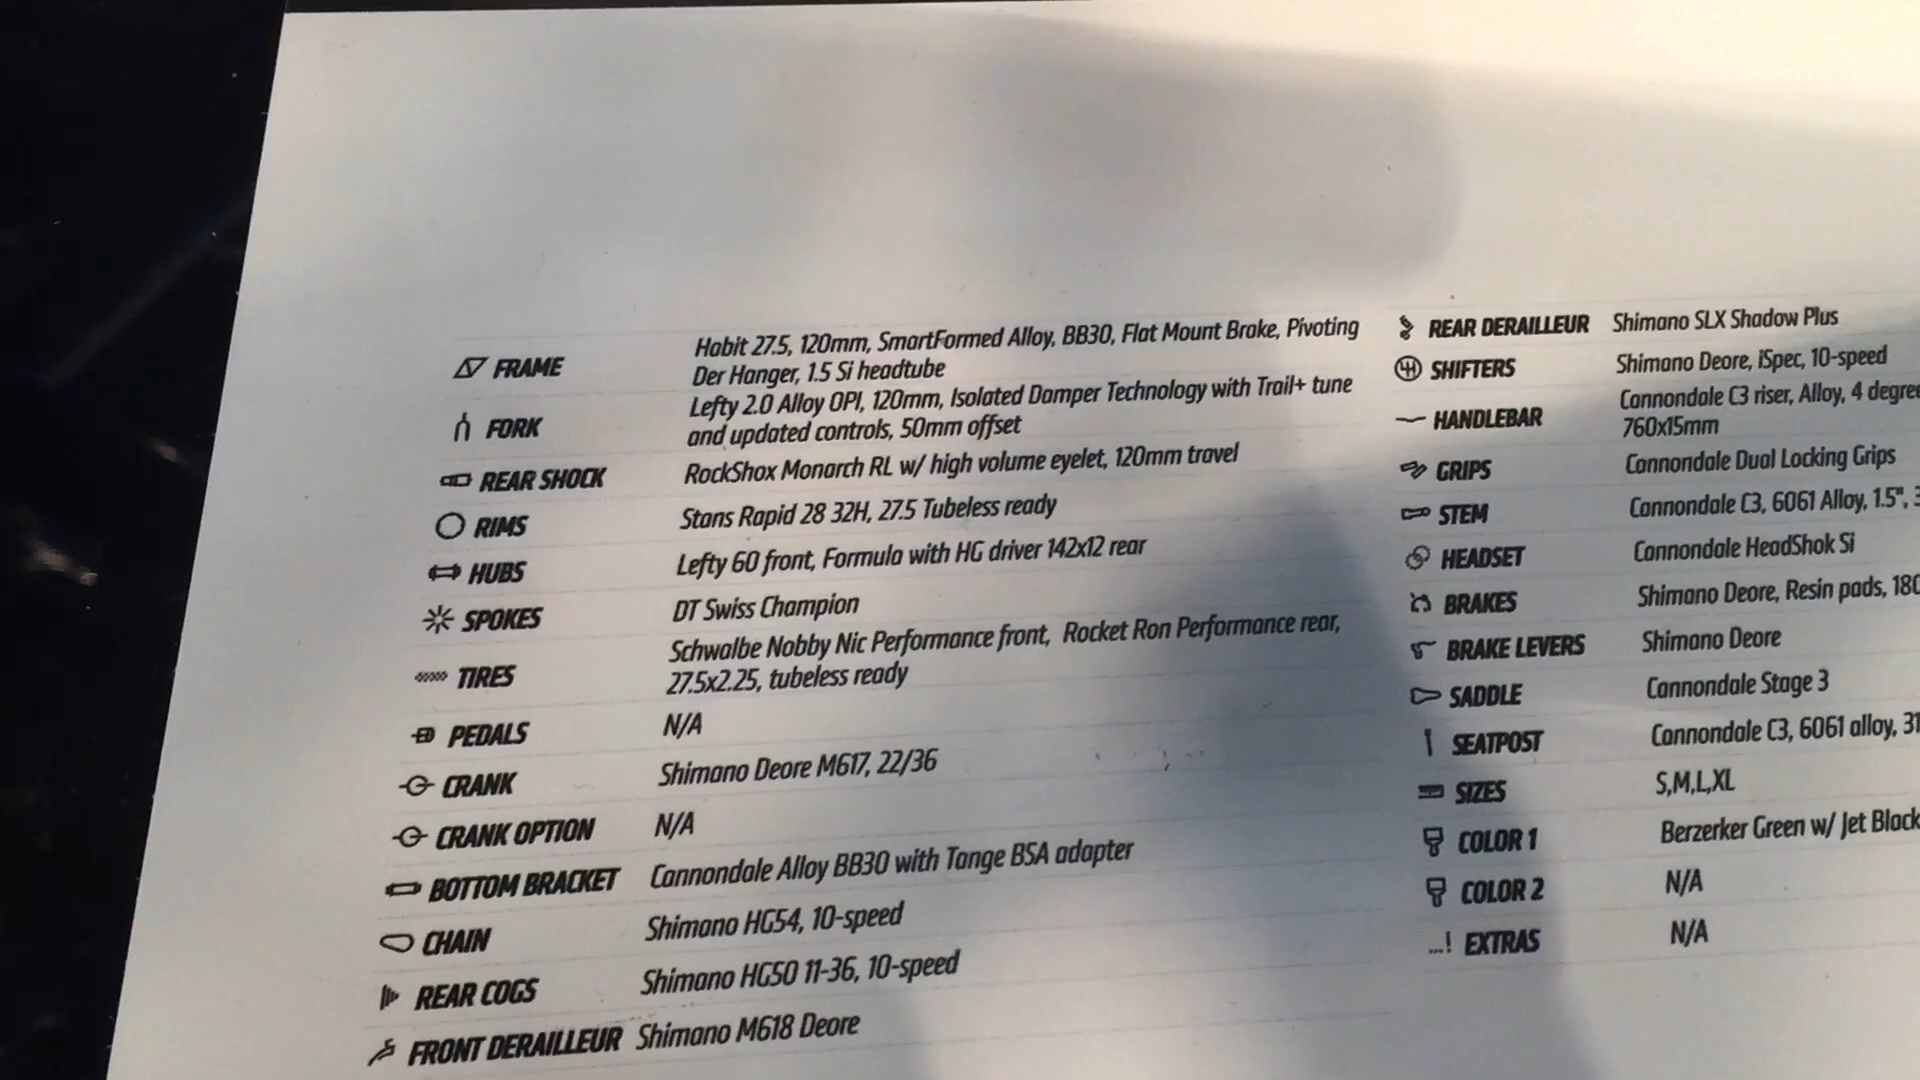 FRAME Habit 27.5, 120mm, SmartFormed Alloy, BB30, Flat Mount Brake, Pivoting
Der Hanger, 1.5 Si headtube
FORK Lefty 2.0 Alloy OPI, 120mm, Isolated Damper Technology with Trail+ tune
and updated controls, 50mm offset
REAR SHOCK RockShox Monarch RL w/ high volume eyelet, 120mm travel
RIMS Stans Rapid 28 32H, 27.5 Tubeless ready
HUBS Lefty 60 front, Formula with HG driver 142x12 rear
SPOKES DT Swiss Champion
TIRES Schwalbe Nobby Nic Performance front, Rocket Ron Performance rear,
27.5x2.25, tubeless ready
PEDALS N/A
CRANK Shimano Deore M617, 22/36
CRANK OPTION N/A
BOTTOM BRACKET Cannondale Alloy BB30 with Tange BSA adapter
CHAIN Shimano HG54, 10-speed
REAR COGS Shimano HG50 11-36, 10-speed
FRONT DERAILLEUR Shimano M618 Deore
REAR DERAILLEUR Shimano SLX Shadow Plus
SHIFTERS Shimano Deore, iSpec, 10-speed
HANDLEBAR Cannondale C3 riser, Alloy, 4 degree
760x15mm
GRIPS Cannondale Dual Locking Grips
STEM Cannondale C3, 6061 Alloy, 1.5", 3
HEADSET Cannondale HeadShok Si
BRAKES Shimano Deore, Resin pads, 180
BRAKE LEVERS Shimano Deore
SADDLE Cannondale Stage 3
SEATPOST Cannondale C3, 6061 alloy, 31
SIZES S,M,L,XL
COLOR 1 Berzerker Green w/ Jet Black
COLOR 2 N/A
...! EXTRAS N/A